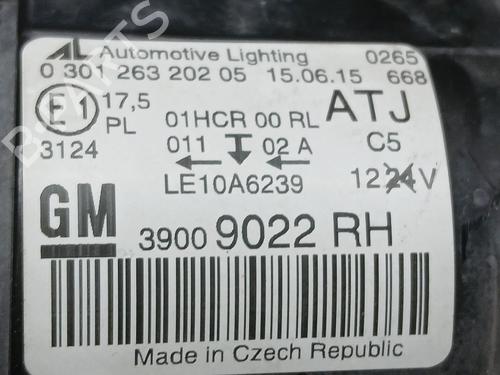 AL Automotive Lighting 0265
0 301 263 202 05 15.06.15 668
E1 17,5 01HCR 00 RL ATJ
PL 011 02 A C5
3124 LE10A6239 12 24 V
GM 3900 9022 RH
Made in Czech Republic
B-PARTS